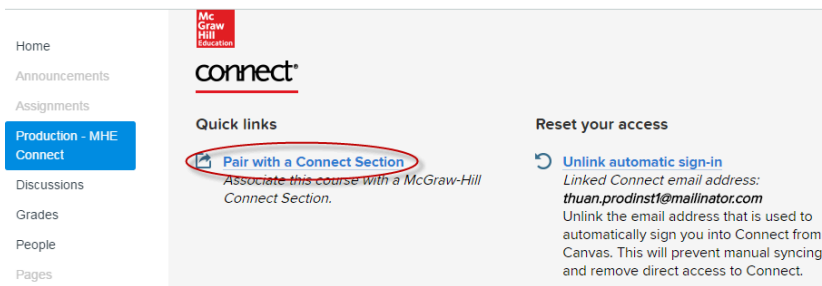 Home
Announcements
Assignments
Production - MHE
Connect
Discussions
Grades
People
Pages
Mc
Graw
Hill
Education
connect®
Quick links
Pair with a Connect Section
Associate this course with a McGraw-Hill
Connect Section.
Reset your access
Unlink automatic sign-in
Linked Connect email address:
thuan.prodinst1@mailinator.com
Unlink the email address that is used to
automatically sign you into Connect from
Canvas. This will prevent manual syncing
and remove direct access to Connect.